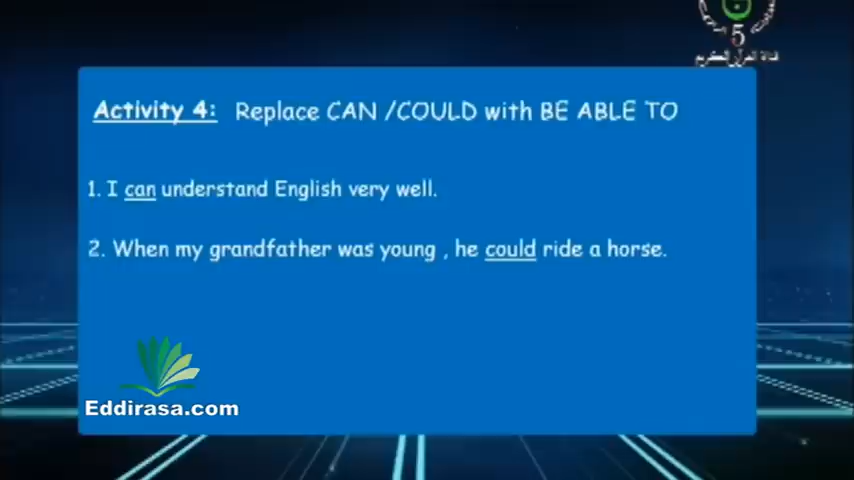 5
Activity 4: Replace CAN /COULD with BE ABLE TO
1. I can understand English very well.
2. When my grandfather was young , he could ride a horse.
Eddirasa.com